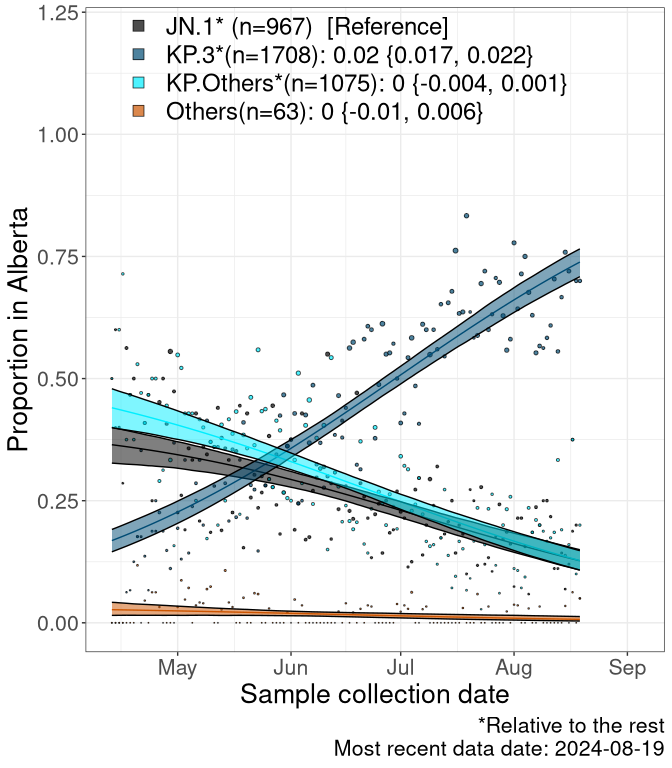 JN.1* (n=967)  [Reference]
KP.3*(n=1708): 0.02 {0.017, 0.022}
KP.Others*(n=1075): 0 {-0.004, 0.001}
Others(n=63): 0 {-0.01, 0.006}
Proportion in Alberta
1.25
1.00
0.75
0.50
0.25
0.00
May Jun Jul Aug Sep
Sample collection date
*Relative to the rest
Most recent data date: 2024-08-19